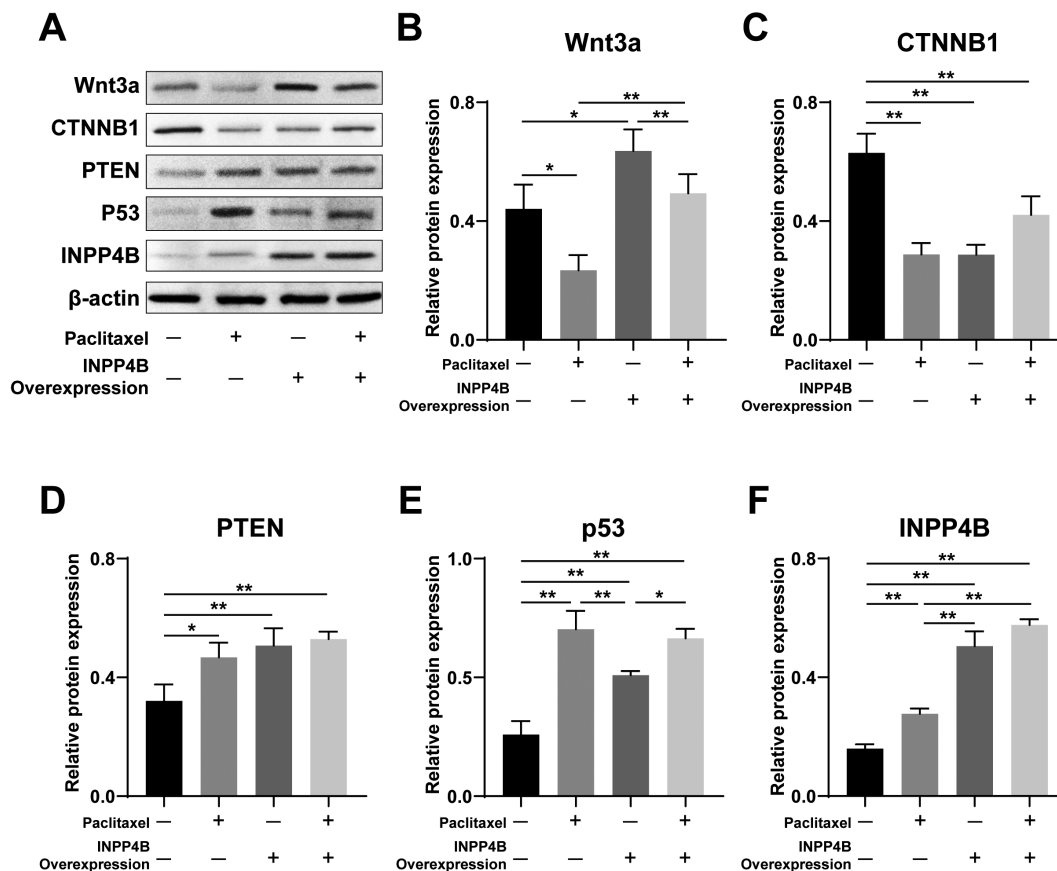 A
Wnt3a
CTNNB1
PTEN
P53
INPP4B
β-actin
Paclitaxel — + — +
INPP4B
Overexpression — — + +
B
Wnt3a
Relative protein expression
0.8
0.4
0.0
**
* **
*
Paclitaxel — + — +
INPP4B
Overexpression — — + +
C
CTNNB1
Relative protein expression
0.8
0.4
0.0
**
**
**
Paclitaxel — + — +
INPP4B
Overexpression — — + +
D
PTEN
Relative protein expression
0.8
0.4
0.0
**
**
*
Paclitaxel — + — +
INPP4B
Overexpression — — + +
E
p53
Relative protein expression
1.0
0.5
0.0
**
**
** ** *
Paclitaxel — + — +
INPP4B
Overexpression — — + +
F
INPP4B
Relative protein expression
0.8
0.4
0.0
**
**
** **
**
Paclitaxel — + — +
INPP4B
Overexpression — — + +